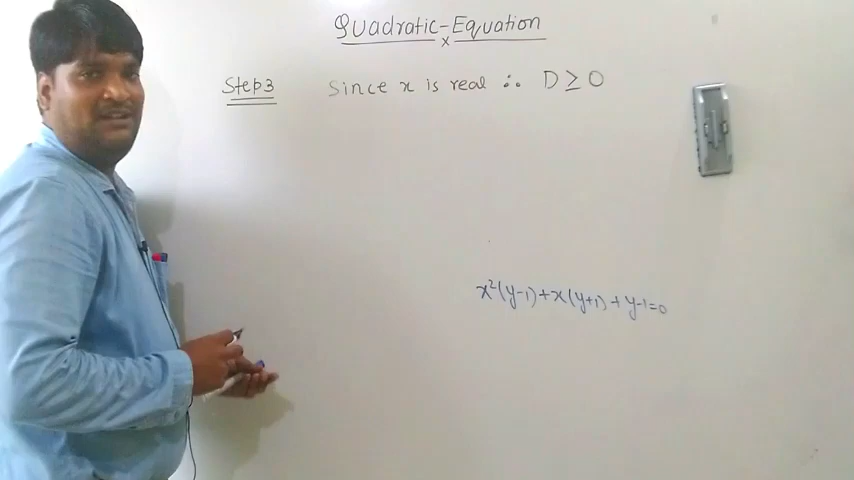 Quadratic-Equation
x
Step3 Since x is real ∴ D ≥ 0
x²(y-1)+x(y+1)+y-1=0